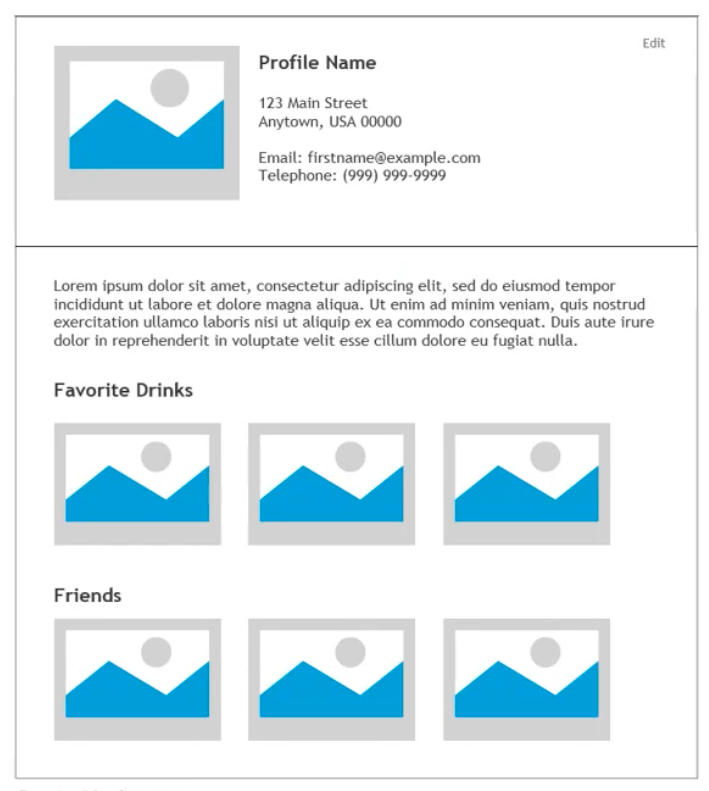 Edit
Profile Name
123 Main Street
Anytown, USA 00000
Email: firstname@example.com
Telephone: (999) 999-9999
Lorem ipsum dolor sit amet, consectetur adipiscing elit, sed do eiusmod tempor
incididunt ut labore et dolore magna aliqua. Ut enim ad minim veniam, quis nostrud
exercitation ullamco laboris nisi ut aliquip ex ea commodo consequat. Duis aute irure
dolor in reprehenderit in voluptate velit esse cillum dolore eu fugiat nulla.
Favorite Drinks
Friends